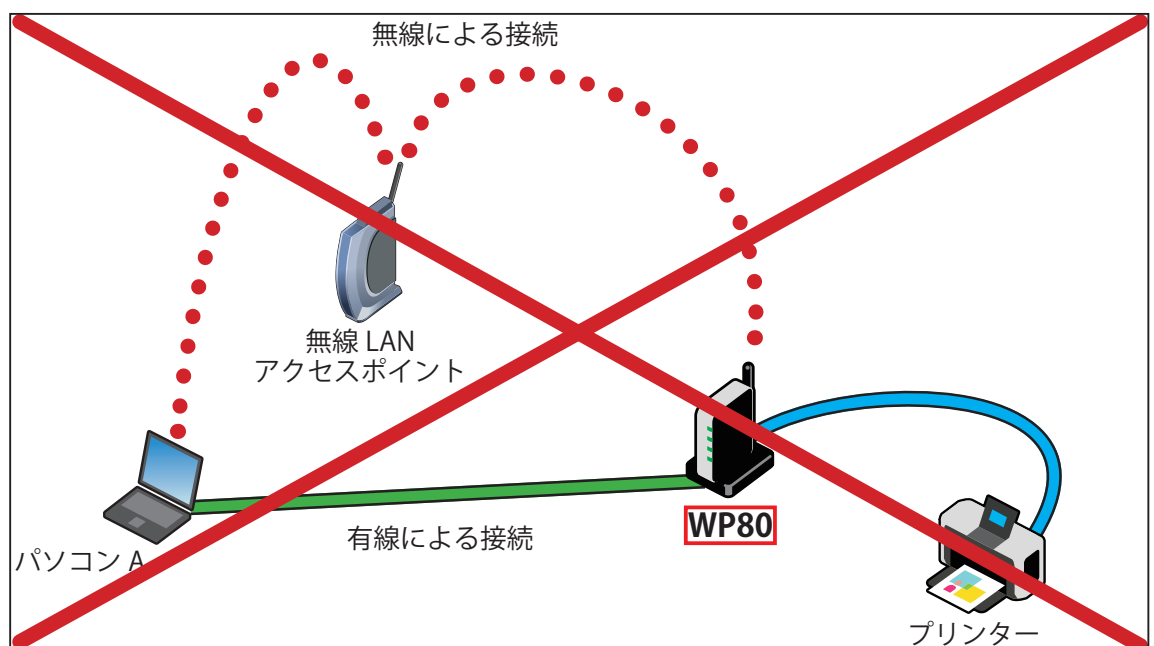 無線による接続
無線 LAN
アクセスポイント
WP80
有線による接続
パソコン A
プリンター